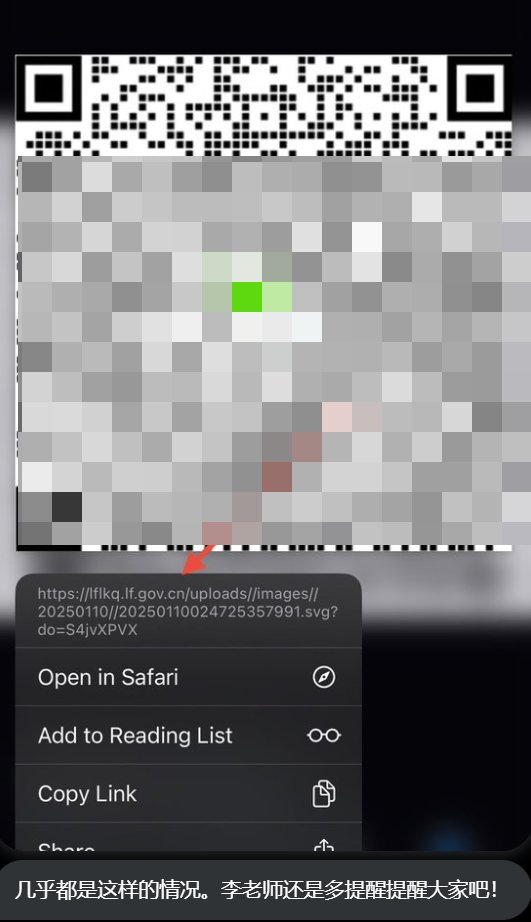 https://lflkq.lf.gov.cn/uploads//images//
20250110//20250110024725357991.svg?
do=S4jvXPVX
Open in Safari
Add to Reading List
Copy Link
Share
几乎都是这样的情况。李老师还是多提醒提醒大家吧！